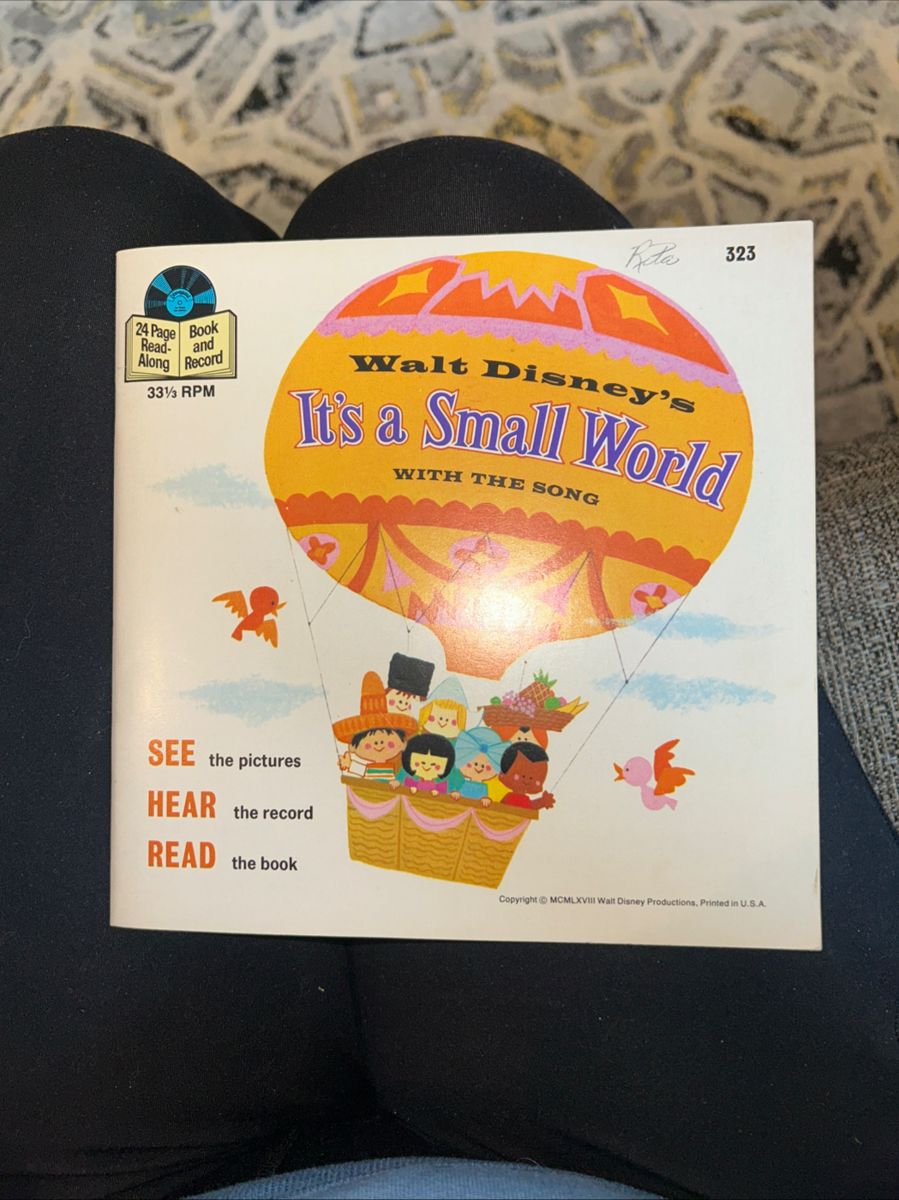 Rita
323
24 Page
Read-
Along
Book
and
Record
33⅓ RPM
Walt Disney's
It's a Small World
WITH THE SONG
SEE the pictures
HEAR the record
READ the book
Copyright © MCMLXVIII Walt Disney Productions, Printed in U.S.A.